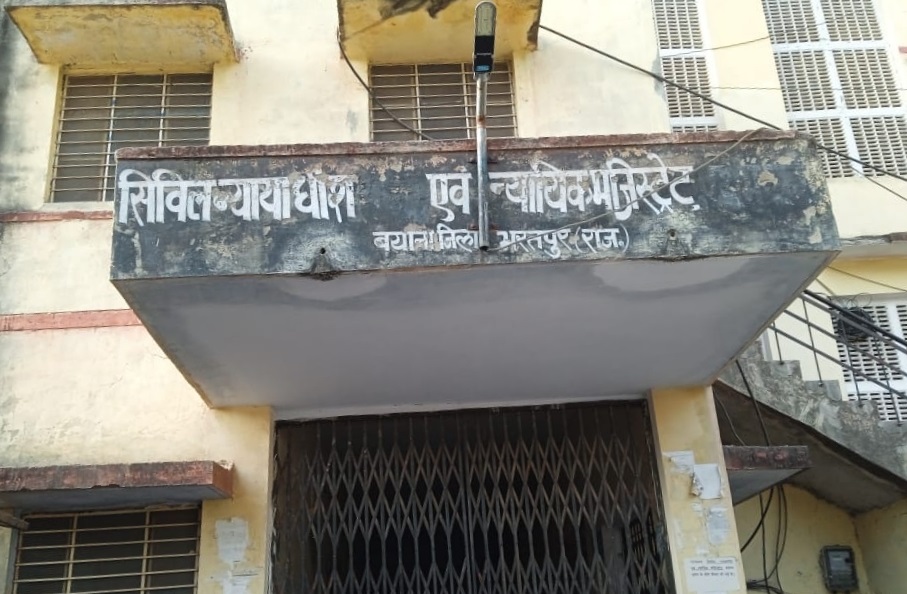 सिविल न्यायाधीश एवं न्यायिक मजिस्ट्रेट
बयाना जिला भरतपुर (राज.)